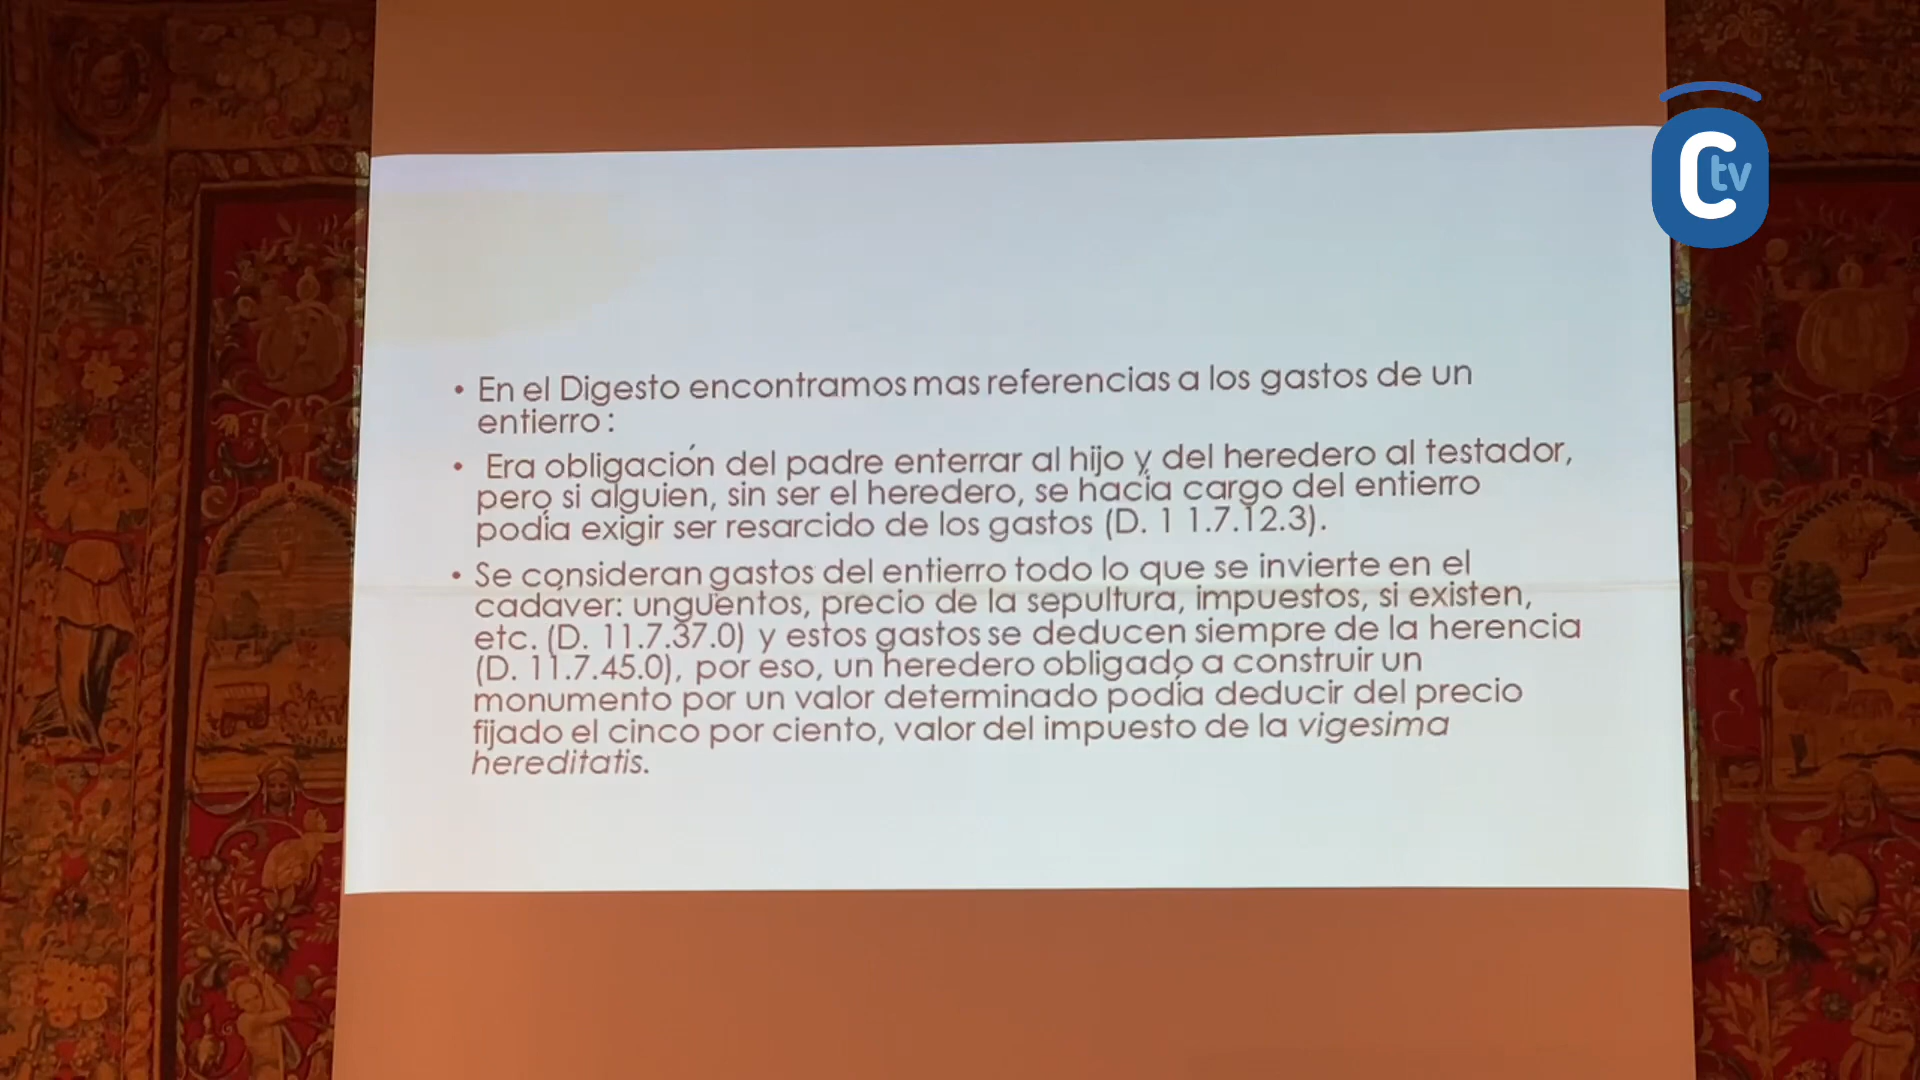 Ctv
• En el Digesto encontramos mas referencias a los gastos de un
entierro :
• Era obligación del padre enterrar al hijo y del heredero al testador,
pero si alguien, sin ser el heredero, se hacía cargo del entierro
podía exigir ser resarcido de los gastos (D. 1 1.7.12.3).
• Se consideran gastos del entierro todo lo que se invierte en el
cadáver: ungüentos, precio de la sepultura, impuestos, si existen,
etc. (D. 11.7.37.0) y estos gastos se deducen siempre de la herencia
(D. 11.7.45.0), por eso, un heredero obligado a construir un
monumento por un valor determinado podía deducir del precio
fijado el cinco por ciento, valor del impuesto de la vigesima
hereditatis.